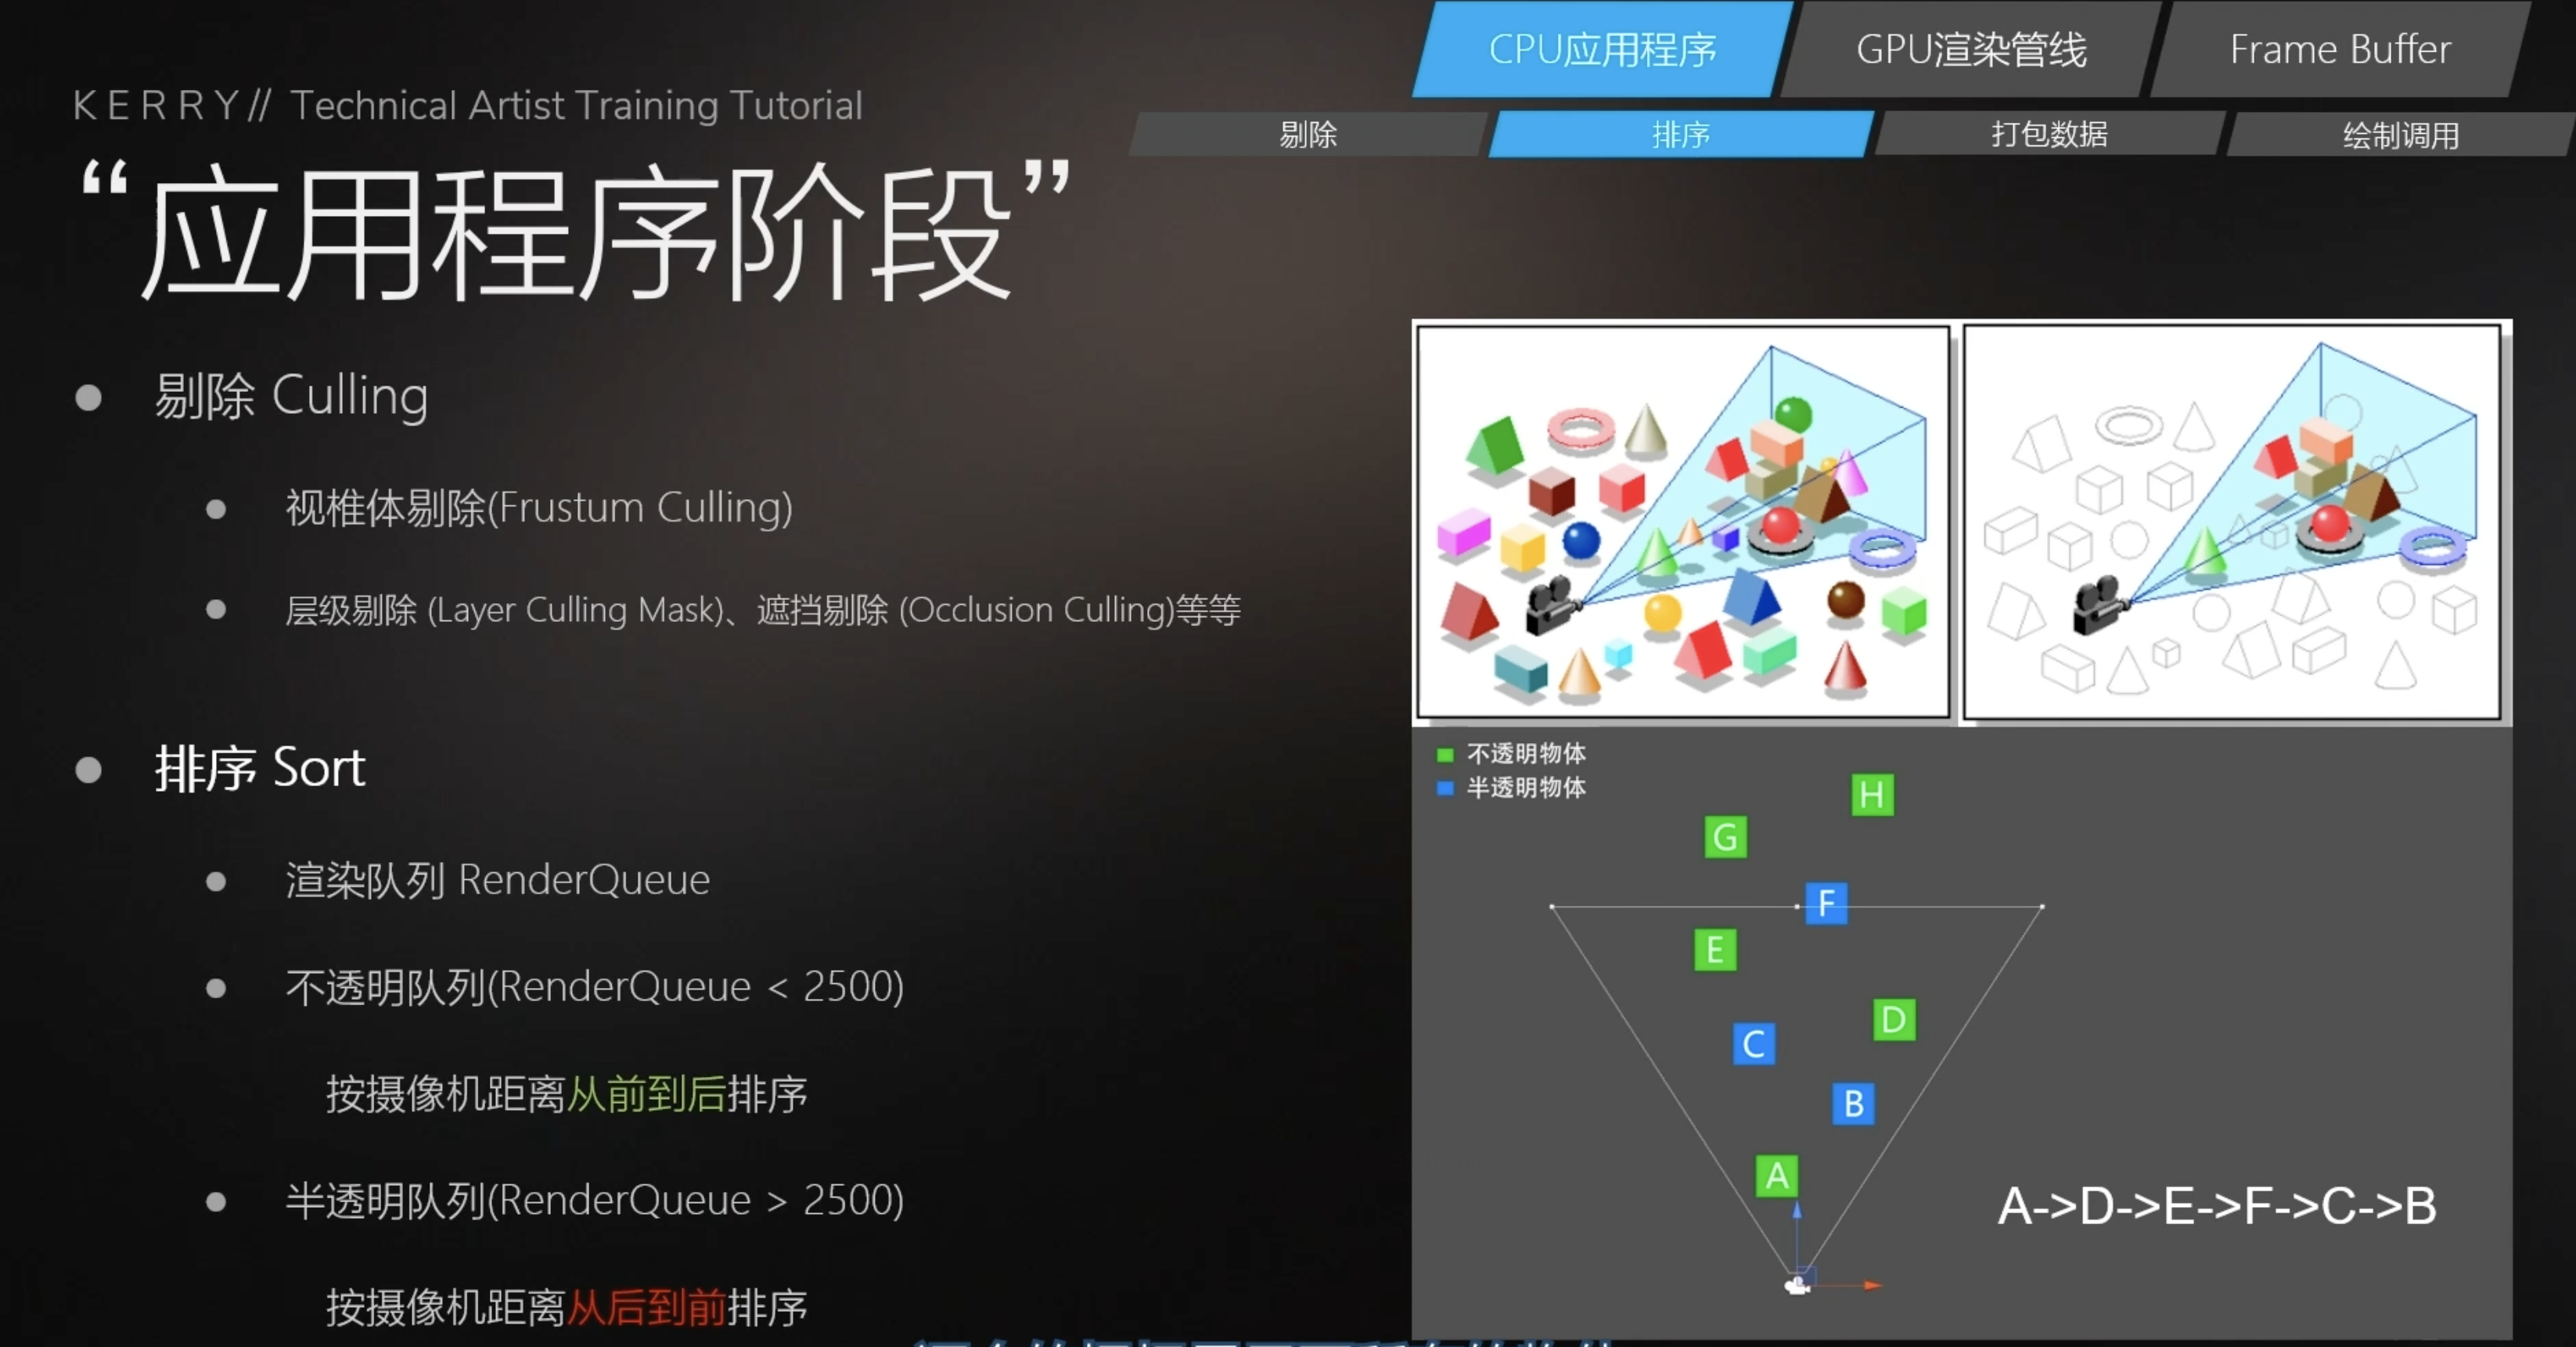 CPU应用程序 GPU渲染管线 Frame Buffer
KERRY// Technical Artist Training Tutorial
剔除 排序 打包数据 绘制调用
“应用程序阶段”
剔除 Culling
视椎体剔除(Frustum Culling)
层级剔除 (Layer Culling Mask)、遮挡剔除 (Occlusion Culling)等等
排序 Sort
渲染队列 RenderQueue
不透明队列(RenderQueue < 2500)
按摄像机距离从前到后排序
半透明队列(RenderQueue > 2500)
按摄像机距离从后到前排序
不透明物体
半透明物体
H
G
F
E
D
C
B
A
A->D->E->F->C->B